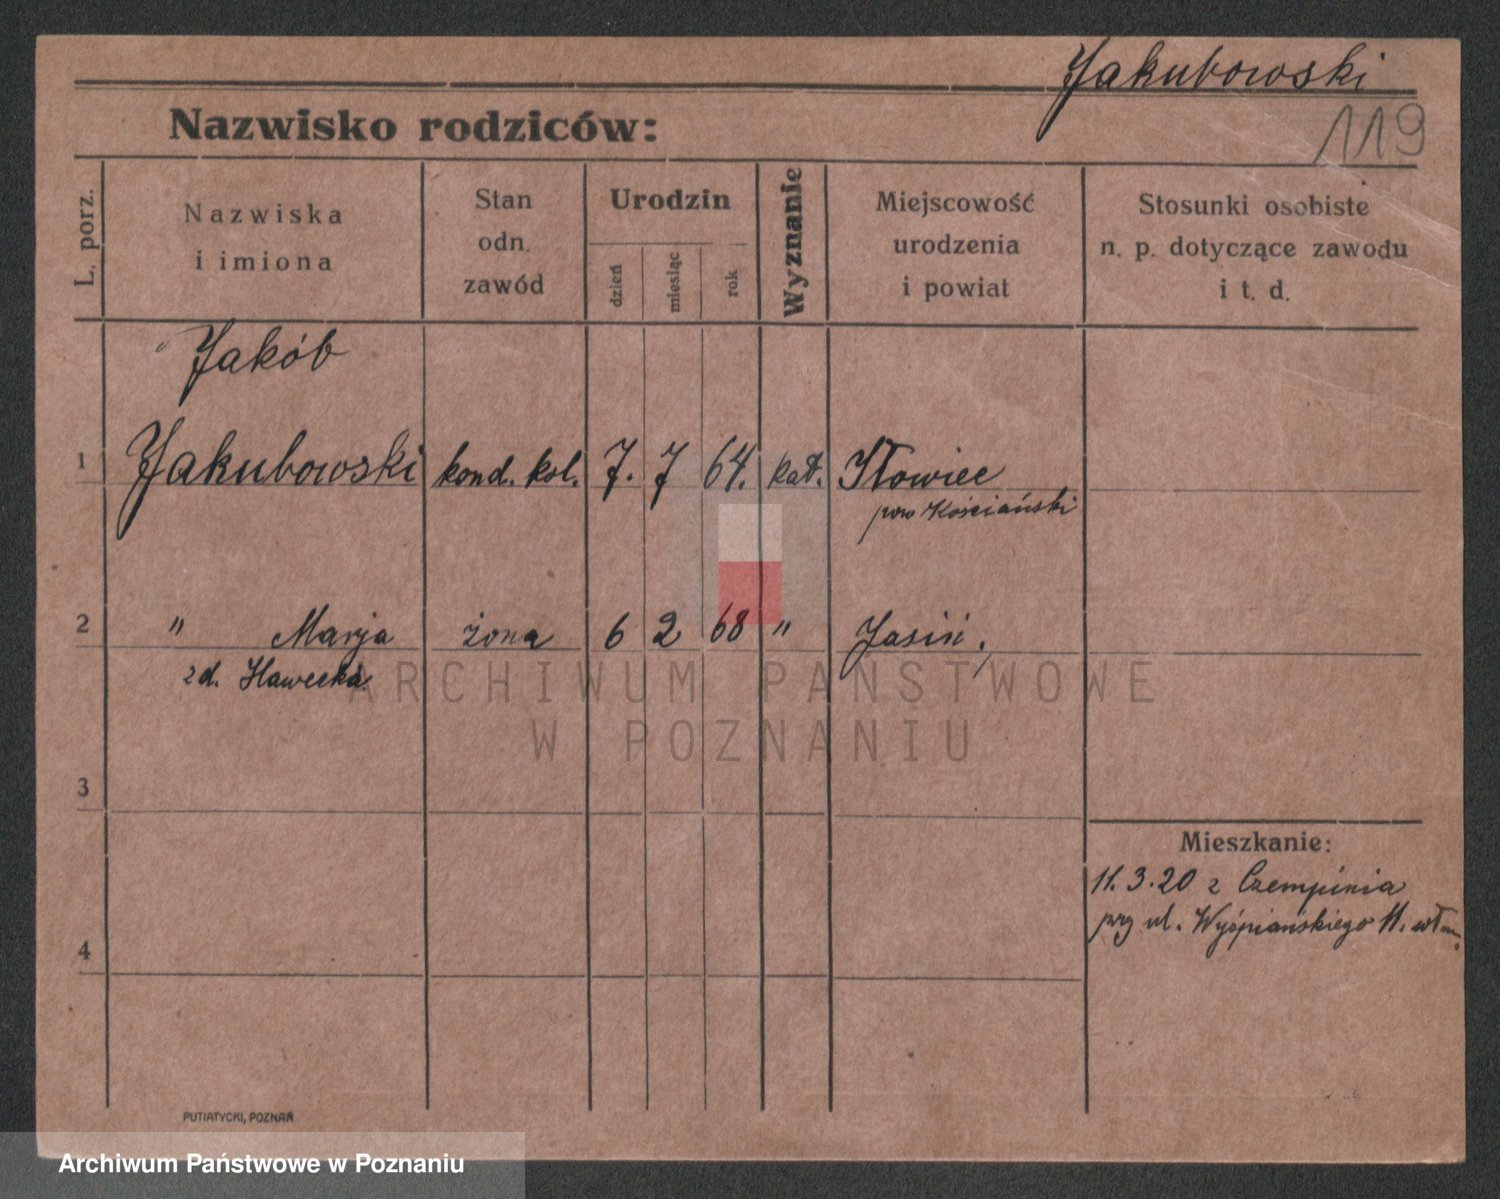 Jakubowski
119
Nazwisko rodziców:
L. porz.
Nazwiska
i imiona
Stan
odn.
zawód
Urodzin
dzień
miesiąc
rok
Wyznanie
Miejscowość
urodzenia
i powiat
Stosunki osobiste
n. p. dotyczące zawodu
i t. d.
Jakób
1 Jakubowski kond. kol. 7. 7 64. kat. Iłowiec
pow Kościański
2 " Marja żona 6 2 68 "  Jasiń.
zd. Hawecka
ARCHIWUM PAŃSTWOWE
W POZNANIU
3
Mieszkanie:
11.3.20 z Czempinia
przy ul. Wyśpiańskiego 11.
4
PUTIATYCKI, POZNAŃ
Archiwum Państwowe w Poznaniu